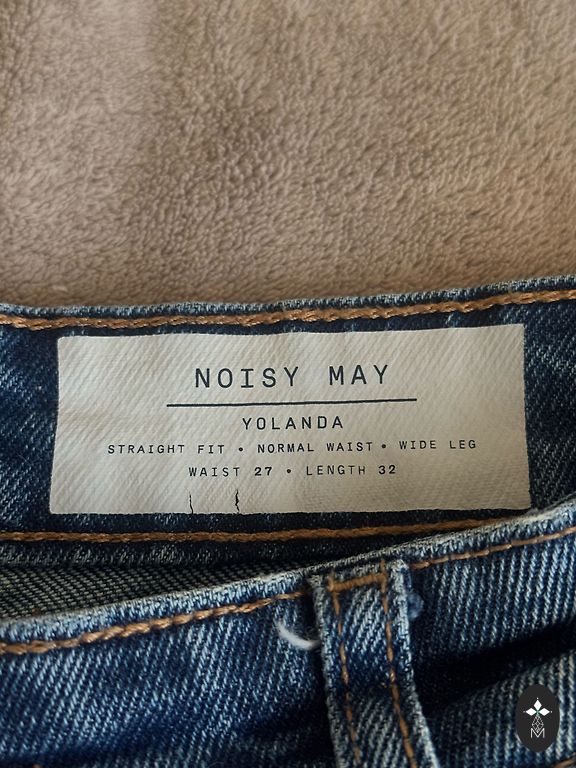 NOISY MAY
YOLANDA
STRAIGHT FIT • NORMAL WAIST • WIDE LEG
WAIST 27 • LENGTH 32